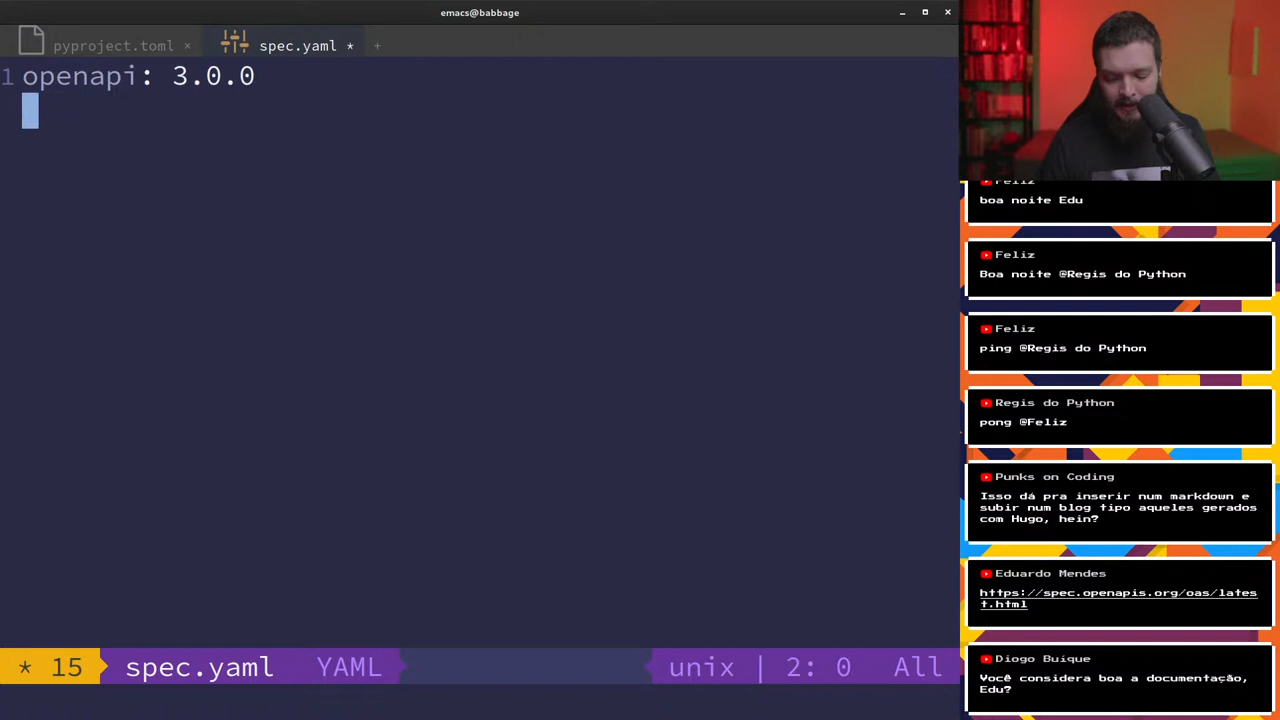 emacs@babbage
pyproject.toml ×
spec.yaml * +
1 openapi: 3.0.0
* 15 spec.yaml YAML unix | 2: 0 All
Feliz
boa noite Edu
Feliz
Boa noite @Regis do Python
Feliz
ping @Regis do Python
Regis do Python
pong @Feliz
Punks on Coding
Isso dá pra inserir num markdown e
subir num blog tipo aqueles gerados
com Hugo, hein?
Eduardo Mendes
https://spec.openapis.org/oas/lates
t.html
Diogo Buique
Você considera boa a documentação,
Edu?